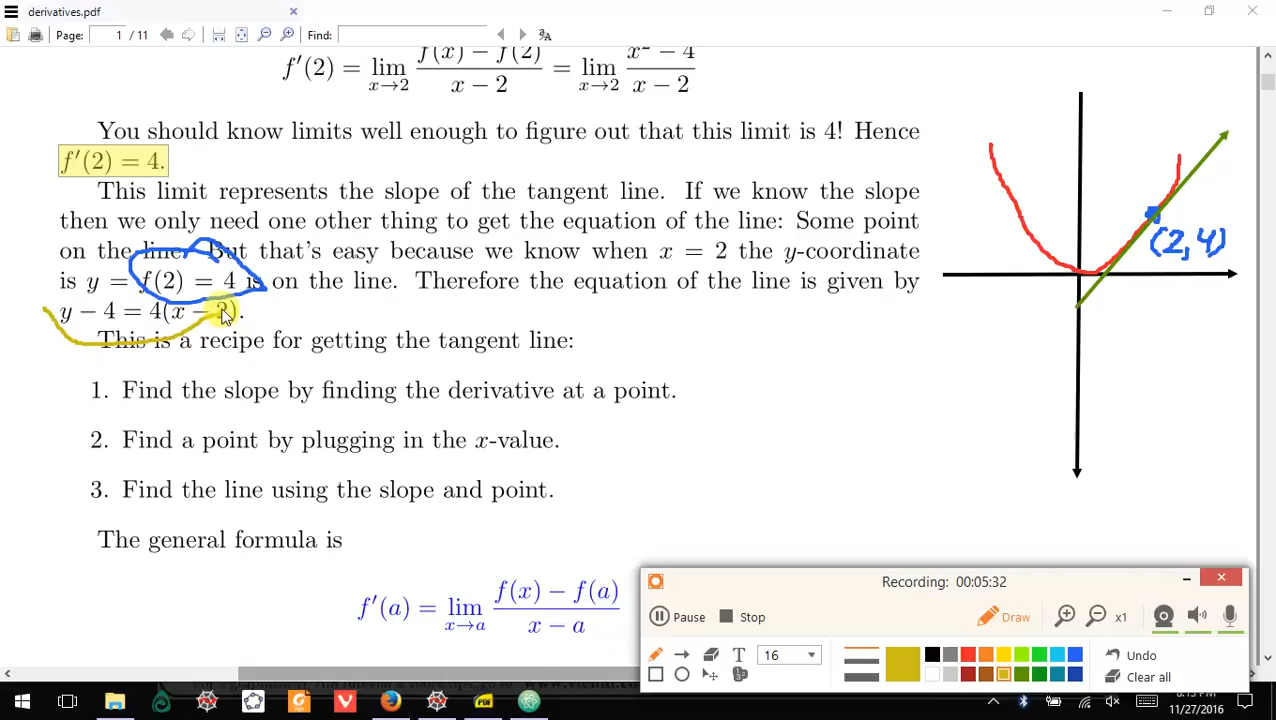 derivatives.pdf
Page: 1 / 11 Find:
f′(2) = lim x→2 f(x) − f(2) / x − 2 = lim x→2 x² − 4 / x − 2
You should know limits well enough to figure out that this limit is 4! Hence
f′(2) = 4.
This limit represents the slope of the tangent line. If we know the slope
then we only need one other thing to get the equation of the line: Some point
on the line. But that's easy because we know when x = 2 the y-coordinate
is y = f(2) = 4 is on the line. Therefore the equation of the line is given by
y − 4 = 4(x − 2).
This is a recipe for getting the tangent line:
1. Find the slope by finding the derivative at a point.
2. Find a point by plugging in the x-value.
3. Find the line using the slope and point.
The general formula is
f′(a) = lim x→a f(x) − f(a) / x − a
(2,4)
Recording: 00:05:32
Pause Stop Draw x1
T 16 Undo
Clear all
11/27/2016